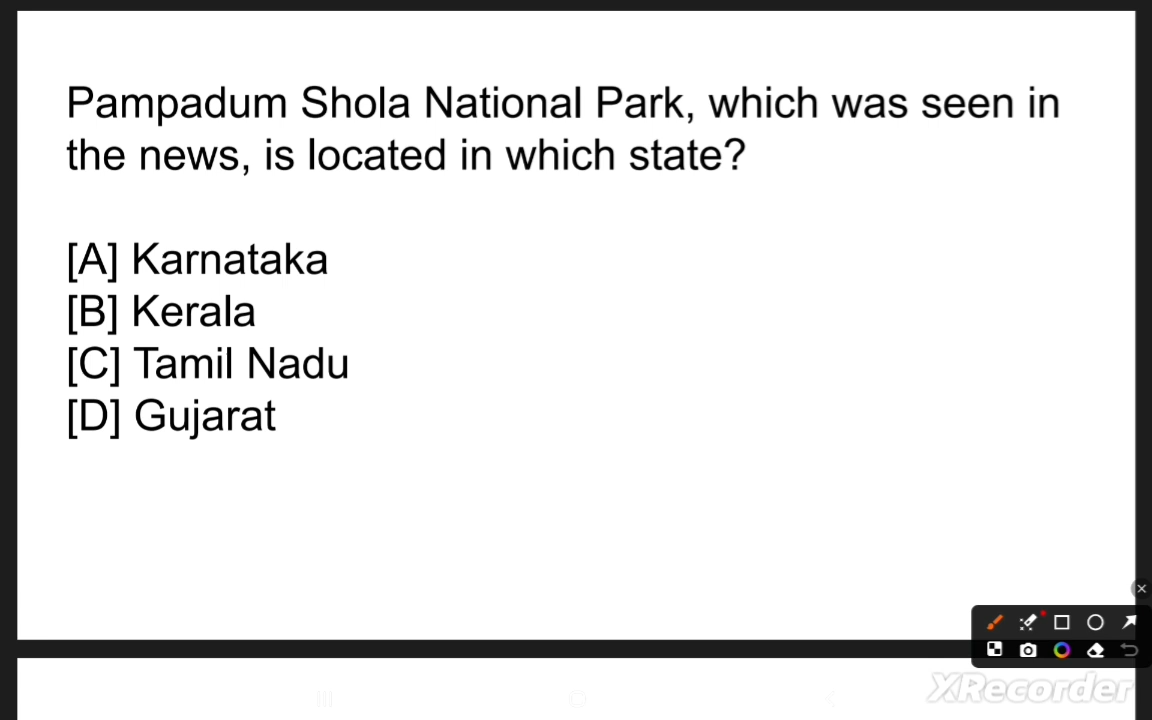 Pampadum Shola National Park, which was seen in
the news, is located in which state?
[A] Karnataka
[B] Kerala
[C] Tamil Nadu
[D] Gujarat
XRecorder